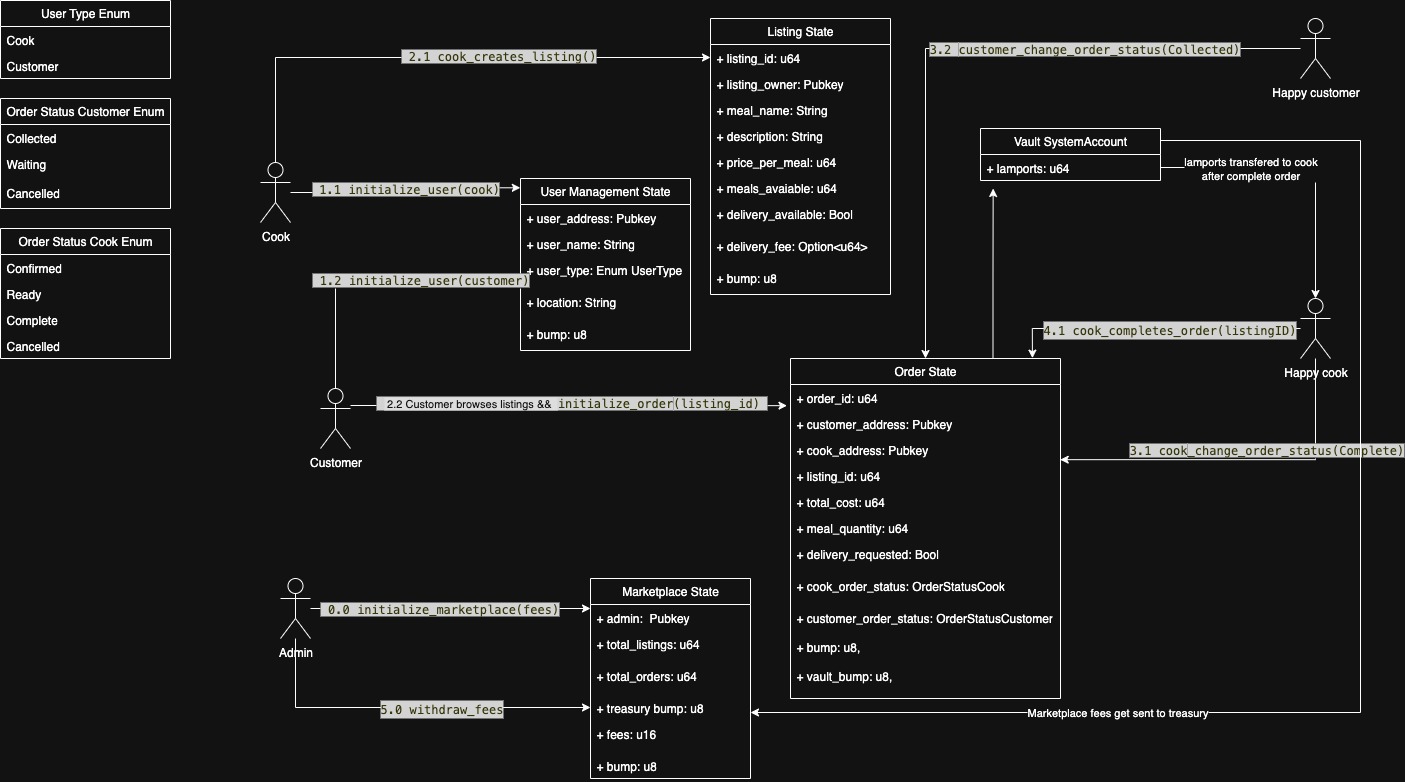 User Type Enum
Cook
Customer
Order Status Customer Enum
Collected
Waiting
Cancelled
Order Status Cook Enum
Confirmed
Ready
Complete
Cancelled
2.1 cook_creates_listing()
Cook
1.1 initialize_user(cook)
1.2 initialize_user(customer)
User Management State
+ user_address: Pubkey
+ user_name: String
+ user_type: Enum UserType
+ location: String
+ bump: u8
Listing State
+ listing_id: u64
+ listing_owner: Pubkey
+ meal_name: String
+ description: String
+ price_per_meal: u64
+ meals_avaiable: u64
+ delivery_available: Bool
+ delivery_fee: Option<u64>
+ bump: u8
3.2 customer_change_order_status(Collected)
Happy customer
Vault SystemAccount
+ lamports: u64
lamports transfered to cook
after complete order
4.1 cook_completes_order(listingID)
Happy cook
3.1 cook_change_order_status(Complete)
Customer
2.2 Customer browses listings && initialize_order(listing_id)
Order State
+ order_id: u64
+ customer_address: Pubkey
+ cook_address: Pubkey
+ listing_id: u64
+ total_cost: u64
+ meal_quantity: u64
+ delivery_requested: Bool
+ cook_order_status: OrderStatusCook
+ customer_order_status: OrderStatusCustomer
+ bump: u8,
+ vault_bump: u8,
Admin
0.0 initialize_marketplace(fees)
5.0 withdraw_fees
Marketplace State
+ admin: Pubkey
+ total_listings: u64
+ total_orders: u64
+ treasury bump: u8
+ fees: u16
+ bump: u8
Marketplace fees get sent to treasury